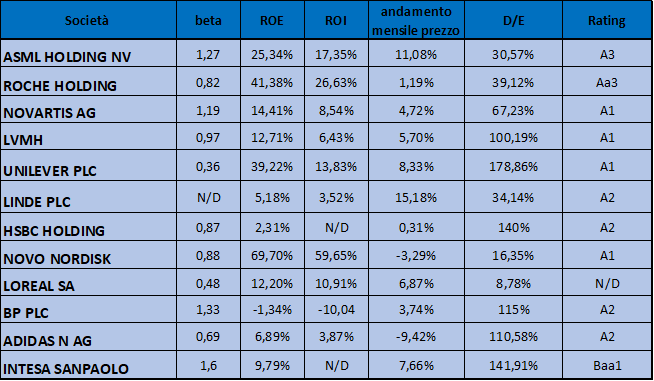 Società beta ROE ROI andamento mensile prezzo D/E Rating
ASML HOLDING NV 1,27 25,34% 17,35% 11,08% 30,57% A3
ROCHE HOLDING 0,82 41,38% 26,63% 1,19% 39,12% Aa3
NOVARTIS AG 1,19 14,41% 8,54% 4,72% 67,23% A1
LVMH 0,97 12,71% 6,43% 5,70% 100,19% A1
UNILEVER PLC 0,36 39,22% 13,83% 8,33% 178,86% A1
LINDE PLC N/D 5,18% 3,52% 15,18% 34,14% A2
HSBC HOLDING 0,87 2,31% N/D 0,31% 140% A2
NOVO NORDISK 0,88 69,70% 59,65% -3,29% 16,35% A1
LOREAL SA 0,48 12,20% 10,91% 6,87% 8,78% N/D
BP PLC 1,33 -1,34% -10,04 3,74% 115% A2
ADIDAS N AG 0,69 6,89% 3,87% -9,42% 110,58% A2
INTESA SANPAOLO 1,6 9,79% N/D 7,66% 141,91% Baa1